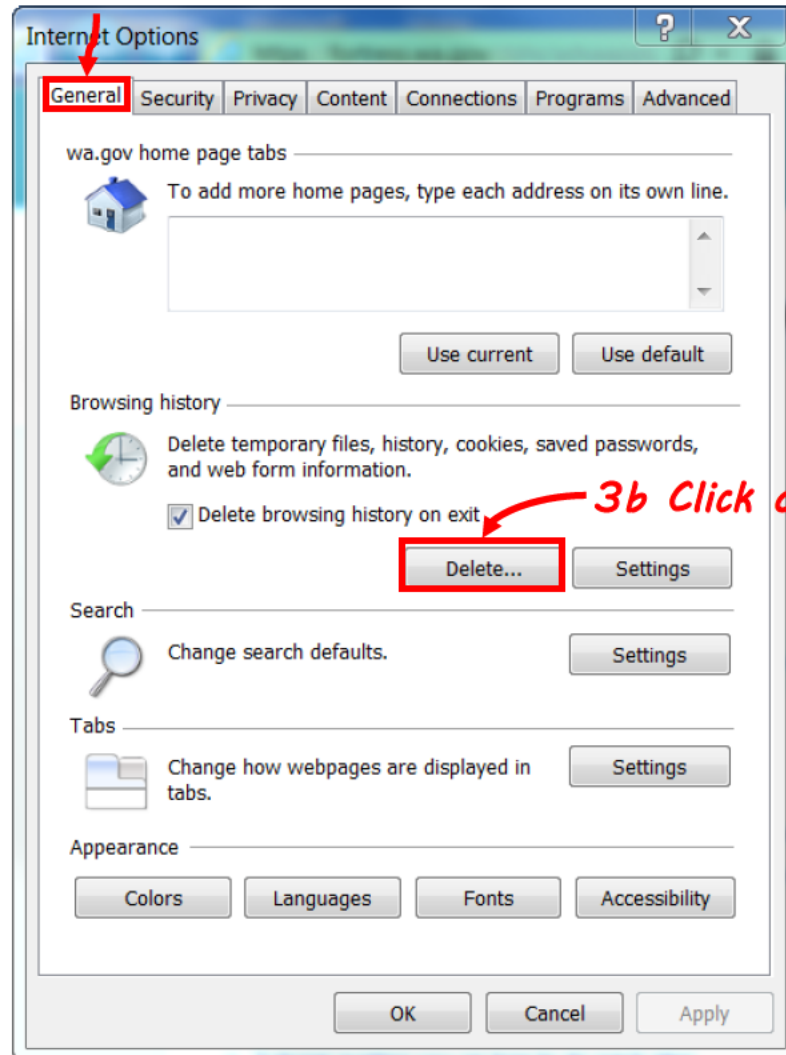 Internet Options
General Security Privacy Content Connections Programs Advanced
wa.gov home page tabs
To add more home pages, type each address on its own line.
Use current Use default
Browsing history
Delete temporary files, history, cookies, saved passwords,
and web form information.
Delete browsing history on exit
3b Click
Delete... Settings
Search
Change search defaults. Settings
Tabs
Change how webpages are displayed in Settings
tabs.
Appearance
Colors Languages Fonts Accessibility
OK Cancel Apply